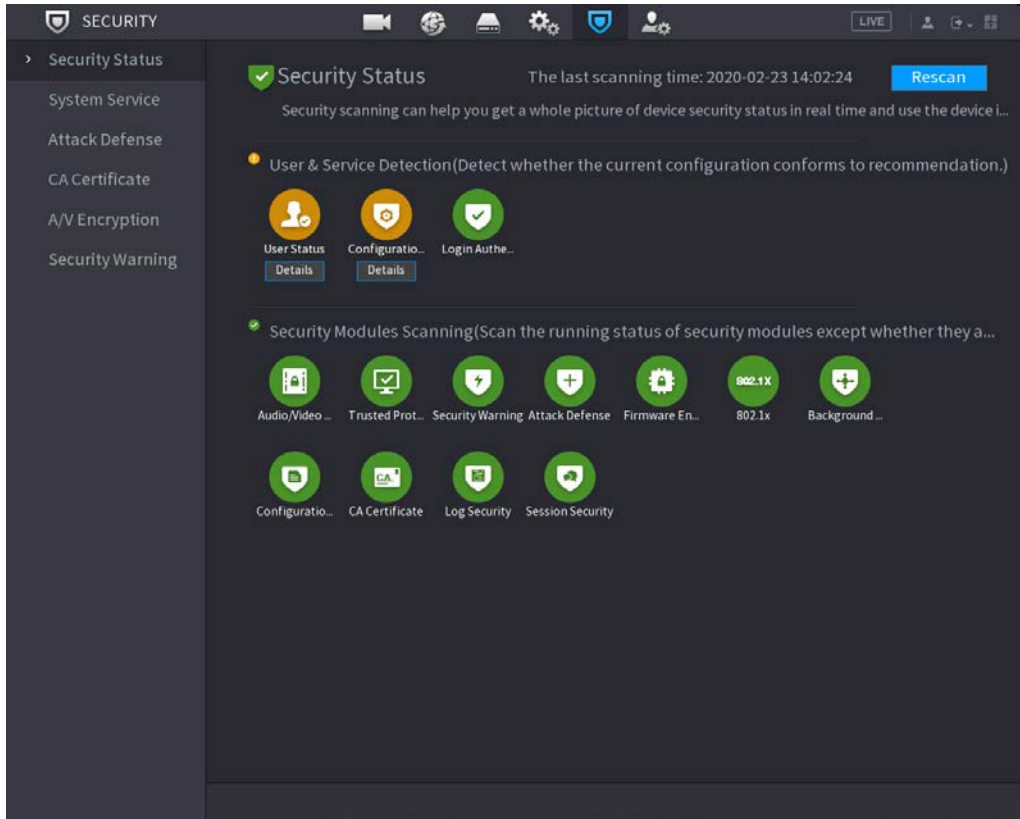 SECURITY
LIVE
Security Status
System Service
Attack Defense
CA Certificate
A/V Encryption
Security Warning
Security Status
The last scanning time: 2020-02-23 14:02:24
Rescan
Security scanning can help you get a whole picture of device security status in real time and use the device i...
User & Service Detection(Detect whether the current configuration conforms to recommendation.)
User Status Configuratio... Login Authe...
Details Details
Security Modules Scanning(Scan the running status of security modules except whether they a...
802.1X
Audio/Video ... Trusted Prot... Security Warning Attack Defense Firmware En... 802.1x Background ...
CA
Configuratio... CA Certificate Log Security Session Security